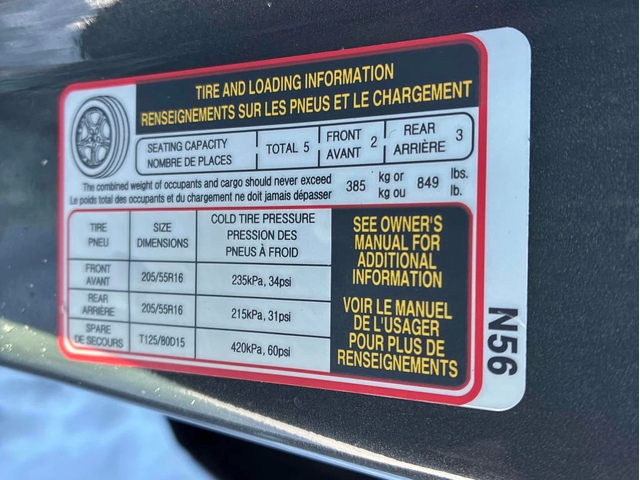 TIRE AND LOADING INFORMATION
RENSEIGNEMENTS SUR LES PNEUS ET LE CHARGEMENT
SEATING CAPACITY
NOMBRE DE PLACES
TOTAL 5
FRONT
AVANT 2
REAR
ARRIÈRE 3
The combined weight of occupants and cargo should never exceed
Le poids total des occupants et du chargement ne doit jamais dépasser
385 kg or 849 lbs.
kg ou lb.
TIRE
PNEU
SIZE
DIMENSIONS
COLD TIRE PRESSURE
PRESSION DES
PNEUS À FROID
FRONT
AVANT
205/55R16
235kPa, 34psi
REAR
ARRIÈRE
205/55R16
215kPa, 31psi
SPARE
DE SECOURS
T125/80D15
420kPa, 60psi
SEE OWNER'S
MANUAL FOR
ADDITIONAL
INFORMATION
VOIR LE MANUEL
DE L'USAGER
POUR PLUS DE
RENSEIGNEMENTS
N56